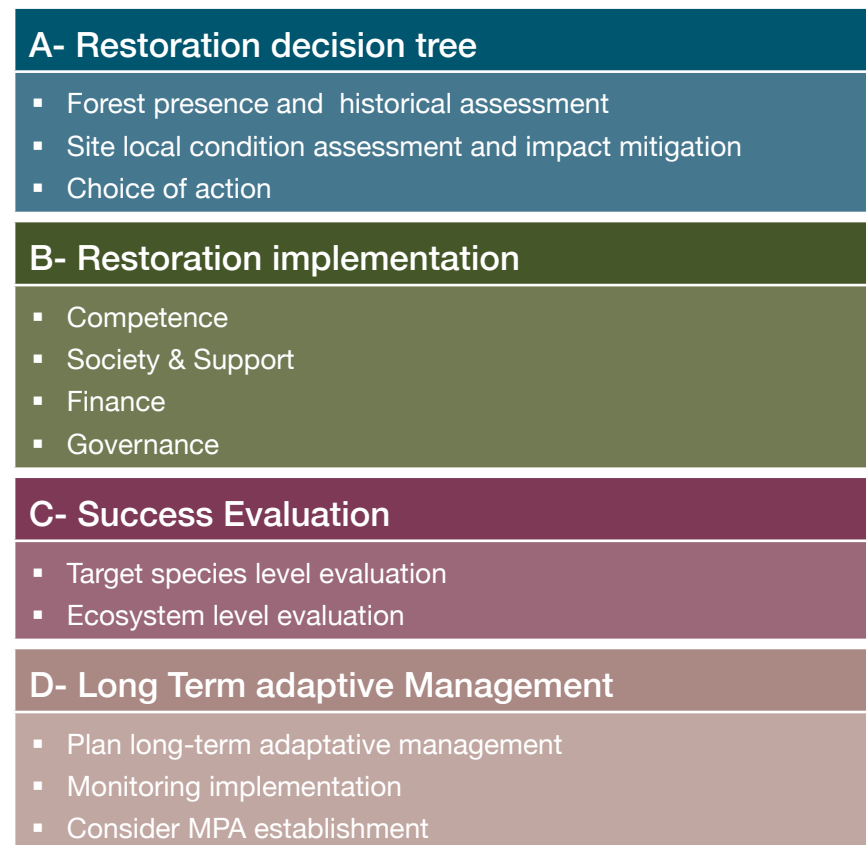 A- Restoration decision tree
▪ Forest presence and  historical assessment
▪ Site local condition assessment and impact mitigation
▪ Choice of action
B- Restoration implementation
▪ Competence
▪ Society & Support
▪ Finance
▪ Governance
C- Success Evaluation
▪ Target species level evaluation
▪ Ecosystem level evaluation
D- Long Term adaptive Management
▪ Plan long-term adaptative management
▪ Monitoring implementation
▪ Consider MPA establishment